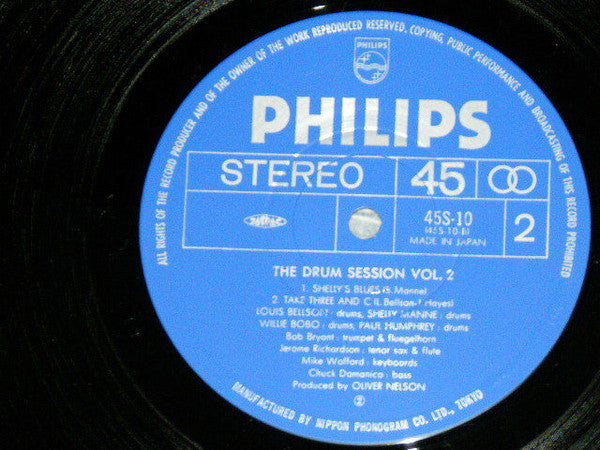 ALL RIGHTS OF THE RECORD PRODUCER AND OF THE OWNER OF THE WORK REPRODUCED RESERVED, COPYING, PUBLIC PERFORMANCE AND BROADCASTING OF THIS RECORD PROHIBITED
PHILIPS
PHILIPS
STEREO 45
45S-10
(45S-10-B)
MADE IN JAPAN
2
THE DRUM SESSION VOL. 2
1. SHELLY'S BLUES (S. Manne)
2. TAKE THREE AND C (L. Bellson- Hayes)
LOUIS BELLSON : drums, SHELLY MANNE : drums
WILLIE BOBO : drums, PAUL HUMPHREY : drums
Bob Bryant : trumpet & fluegelhorn
Jerome Richardson : tenor sax & flute
Mike Wofford : keyboords
Chuck Domanico : bass
Produced by OLIVER NELSON
②
MANUFACTURED BY NIPPON PHONOGRAM CO. LTD., TOKYO